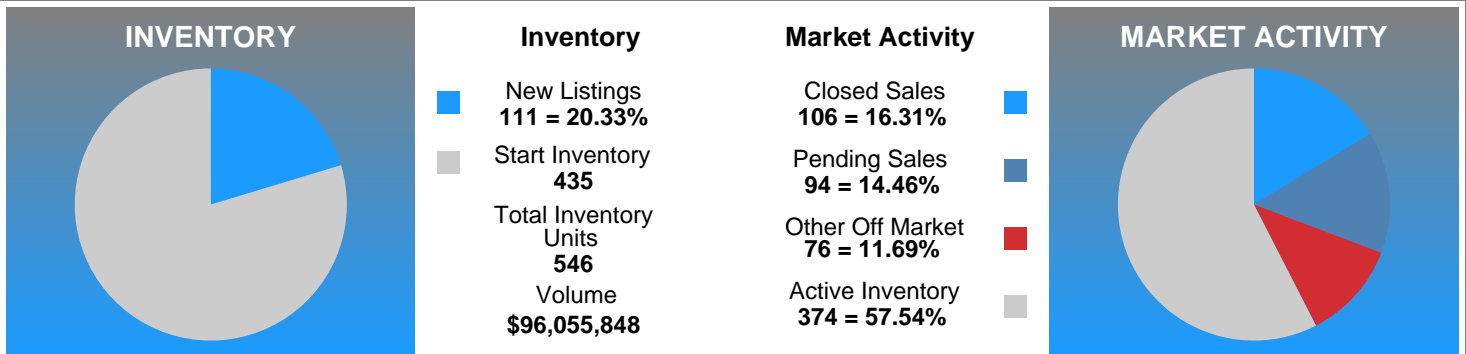 INVENTORY
Inventory
New Listings
111 = 20.33%
Start Inventory
435
Total Inventory
Units
546
Volume
$96,055,848
Market Activity
Closed Sales
106 = 16.31%
Pending Sales
94 = 14.46%
Other Off Market
76 = 11.69%
Active Inventory
374 = 57.54%
MARKET ACTIVITY